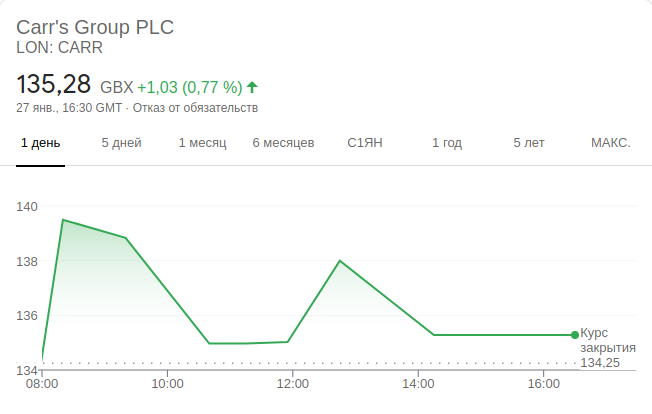 Carr's Group PLC
LON: CARR
135,28 GBX +1,03 (0,77 %)
27 янв., 16:30 GMT · Отказ от обязательств
1 день 5 дней 1 месяц 6 месяцев С1ЯН 1 год 5 лет МАКС.
140
138
136
134
Курс
закрытия
134,25
08:00 10:00 12:00 14:00 16:00